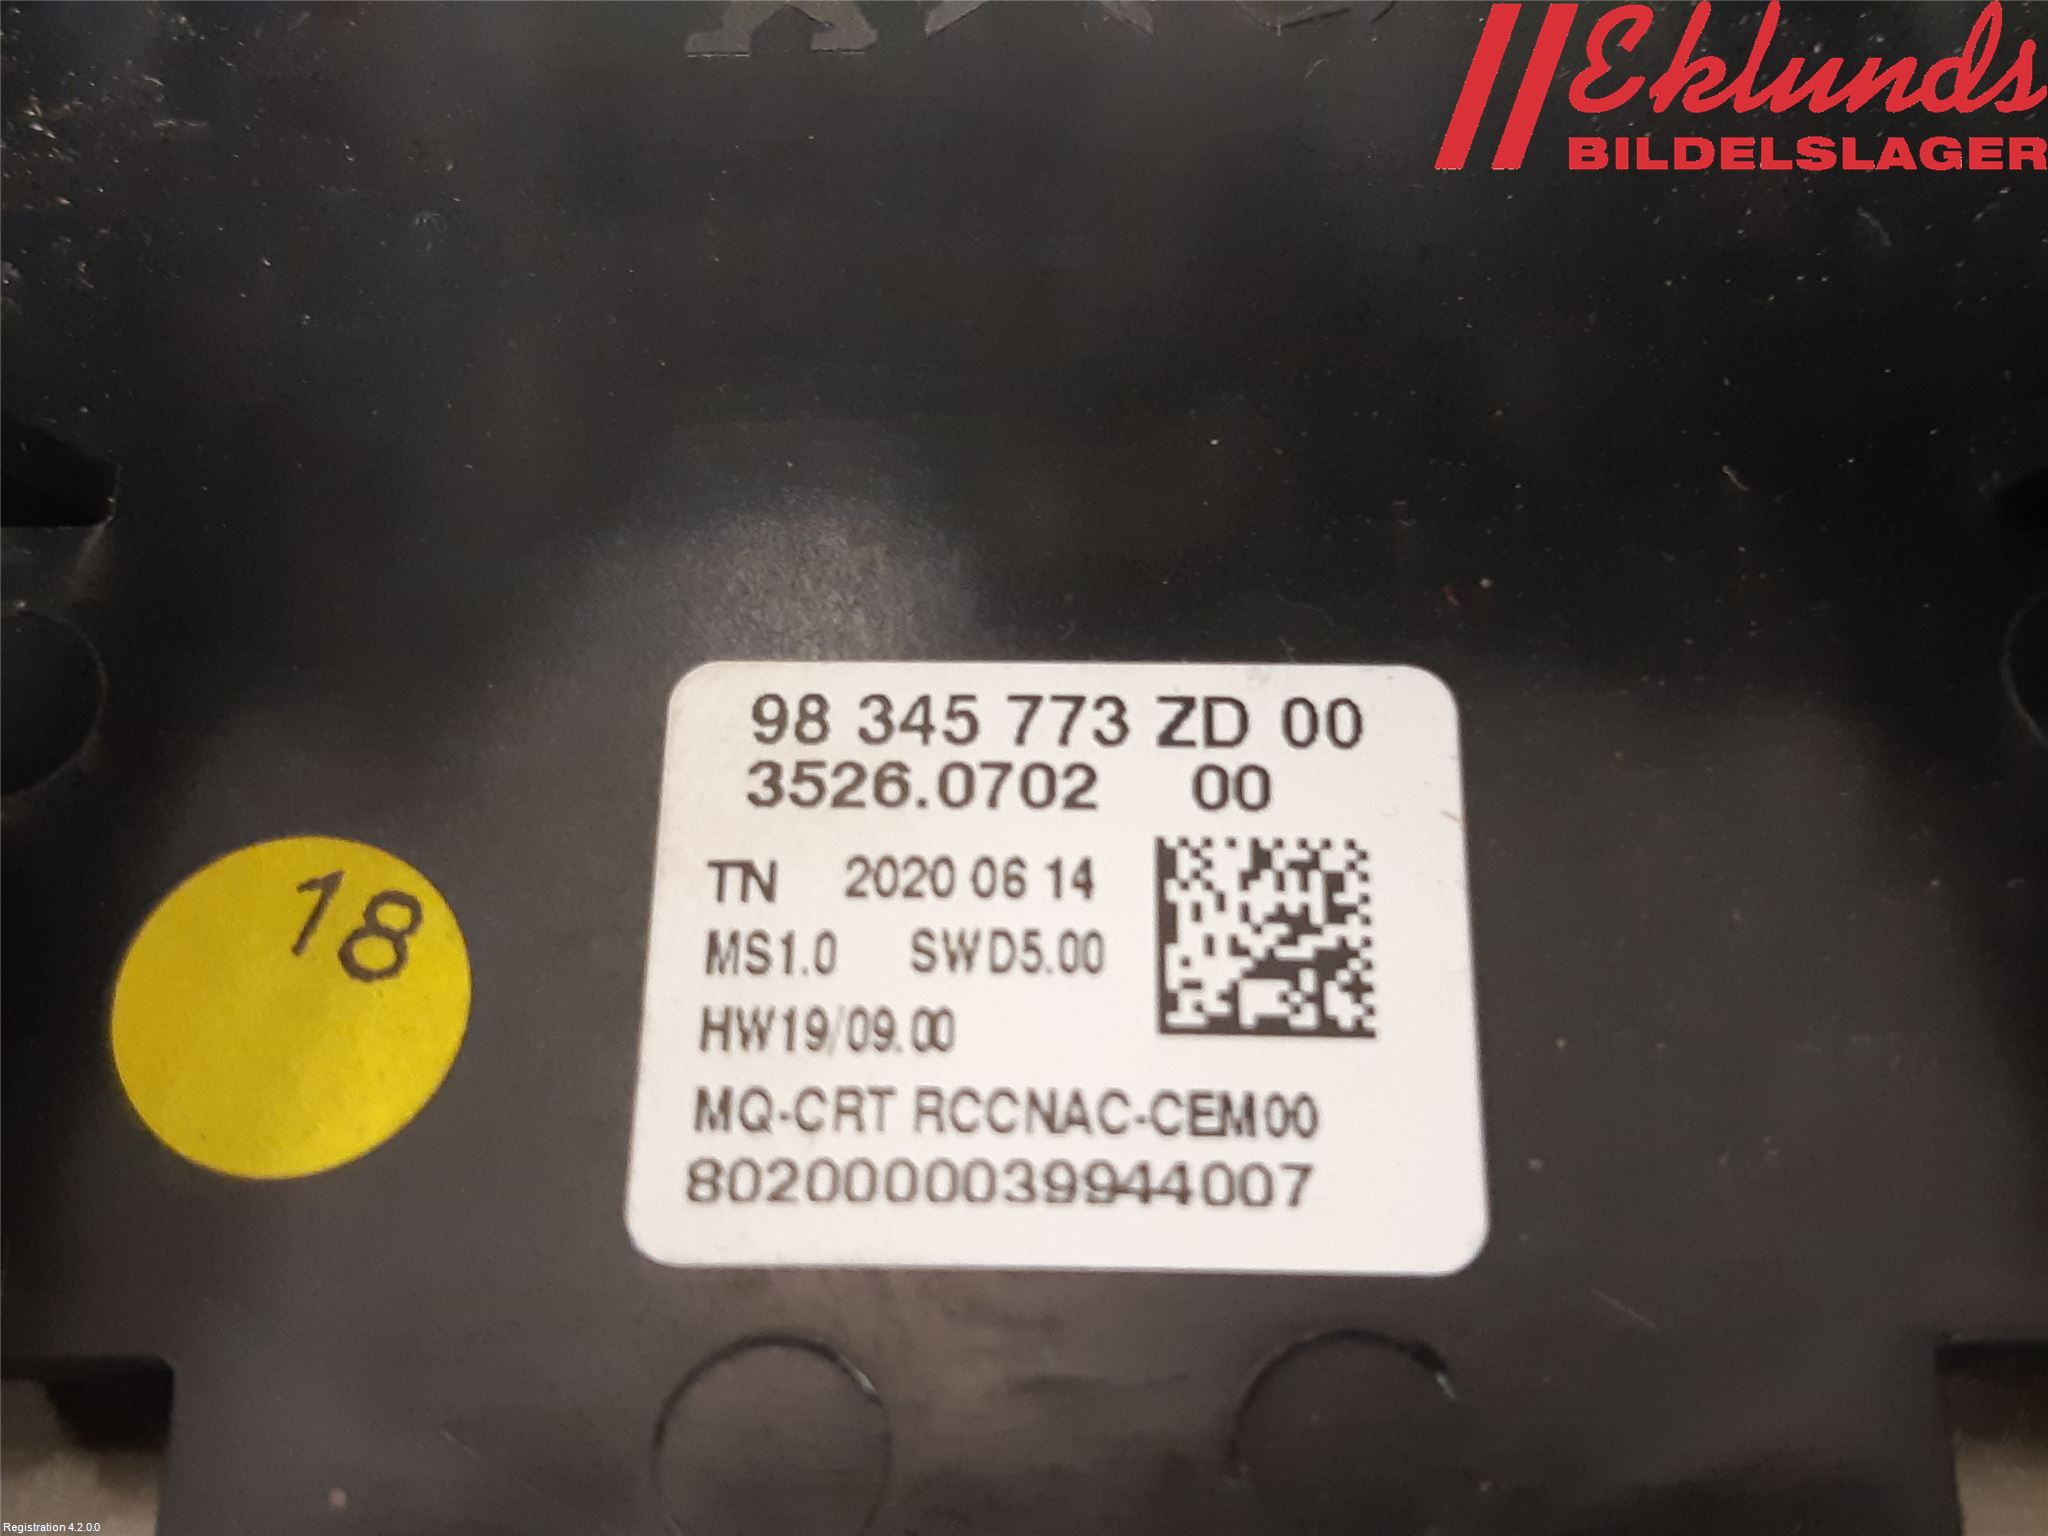 Eklunds
BILDELSLAGER
98 345 773 ZD 00
3526.0702 00
TN 2020 06 14
MS1.0 SWD5.00
HW19/09.00
MQ-CRT RCCNAC-CEM00
8020000039944007
18
Registration 4.2.0.0